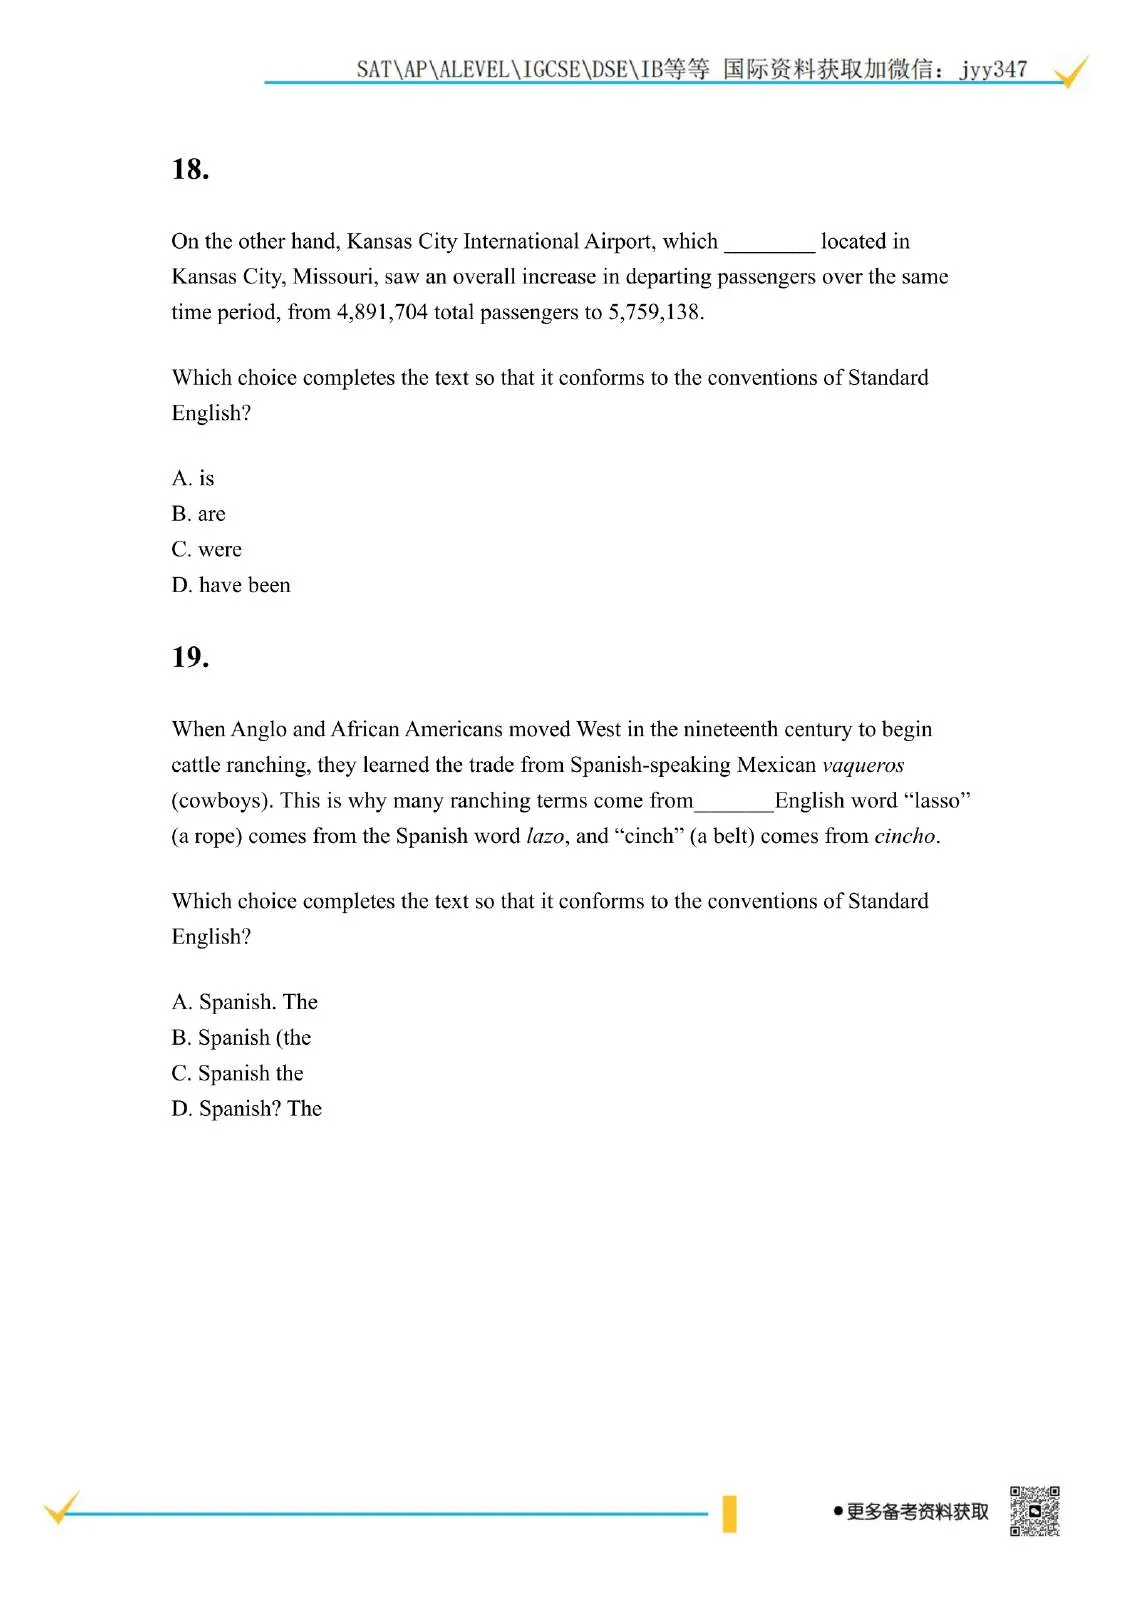 SAT\AP\ALEVEL\IGCSE\DSE\IB等等 国际资料获取加微信：jyy347
18.
On the other hand, Kansas City International Airport, which ________ located in
Kansas City, Missouri, saw an overall increase in departing passengers over the same
time period, from 4,891,704 total passengers to 5,759,138.
Which choice completes the text so that it conforms to the conventions of Standard
English?
A. is
B. are
C. were
D. have been
19.
When Anglo and African Americans moved West in the nineteenth century to begin
cattle ranching, they learned the trade from Spanish-speaking Mexican vaqueros
(cowboys). This is why many ranching terms come from_______English word “lasso”
(a rope) comes from the Spanish word lazo, and “cinch” (a belt) comes from cincho.
Which choice completes the text so that it conforms to the conventions of Standard
English?
A. Spanish. The
B. Spanish (the
C. Spanish the
D. Spanish? The
●更多备考资料获取